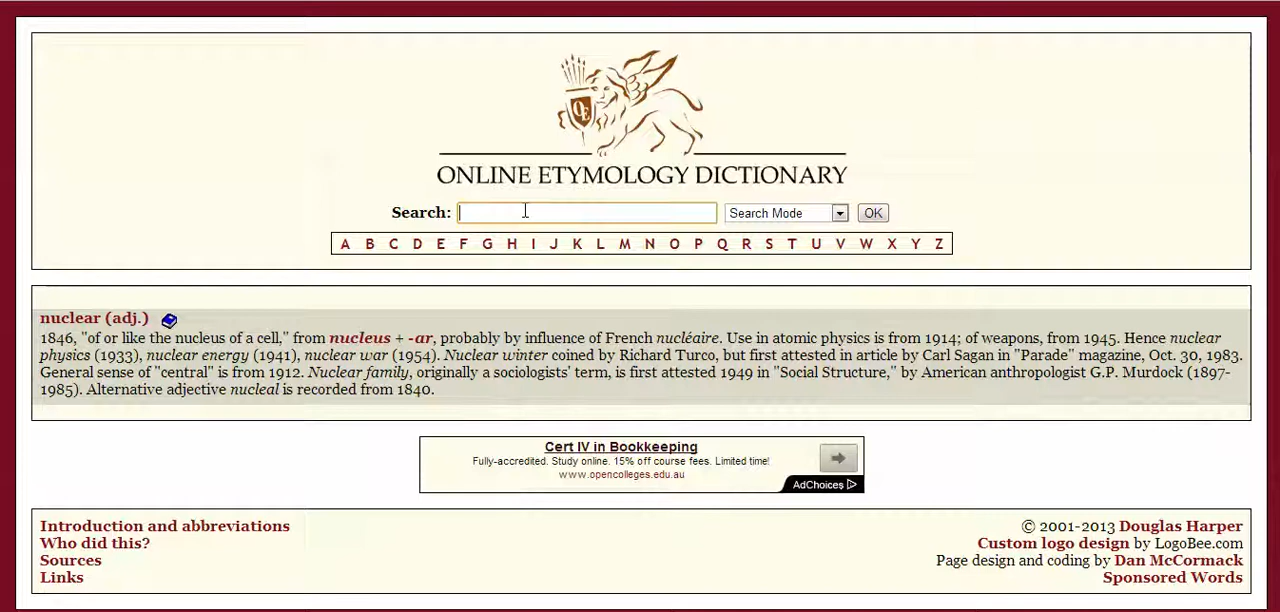 OE
ONLINE ETYMOLOGY DICTIONARY
Search: Search Mode OK
A B C D E F G H I J K L M N O P Q R S T U V W X Y Z
nuclear (adj.)
1846, "of or like the nucleus of a cell," from nucleus + -ar, probably by influence of French nucléaire. Use in atomic physics is from 1914; of weapons, from 1945. Hence nuclear
physics (1933), nuclear energy (1941), nuclear war (1954). Nuclear winter coined by Richard Turco, but first attested in article by Carl Sagan in "Parade" magazine, Oct. 30, 1983.
General sense of "central" is from 1912. Nuclear family, originally a sociologists' term, is first attested 1949 in "Social Structure," by American anthropologist G.P. Murdock (1897-
1985). Alternative adjective nucleal is recorded from 1840.
Cert IV in Bookkeeping
Fully-accredited. Study online. 15% off course fees. Limited time!
www.opencolleges.edu.au
AdChoices
Introduction and abbreviations
Who did this?
Sources
Links
© 2001-2013 Douglas Harper
Custom logo design by LogoBee.com
Page design and coding by Dan McCormack
Sponsored Words